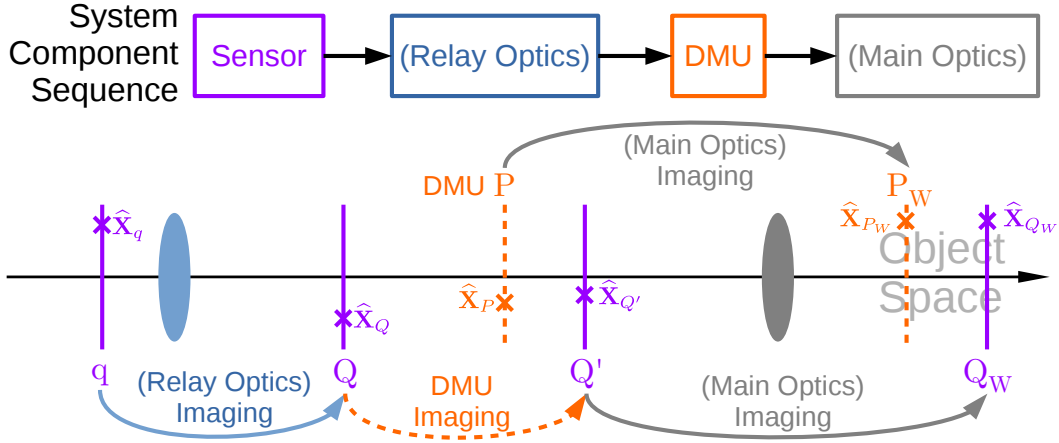 System
Component
Sequence
Sensor
(Relay Optics)
DMU
(Main Optics)
(Main Optics)
Imaging
DMU P
P_W
x̂_q
x̂_Q
x̂_P
x̂_Q'
x̂_{P_W}
x̂_{Q_W}
Object
Space
q
Q
Q'
Q_W
(Relay Optics)
Imaging
DMU
Imaging
(Main Optics)
Imaging